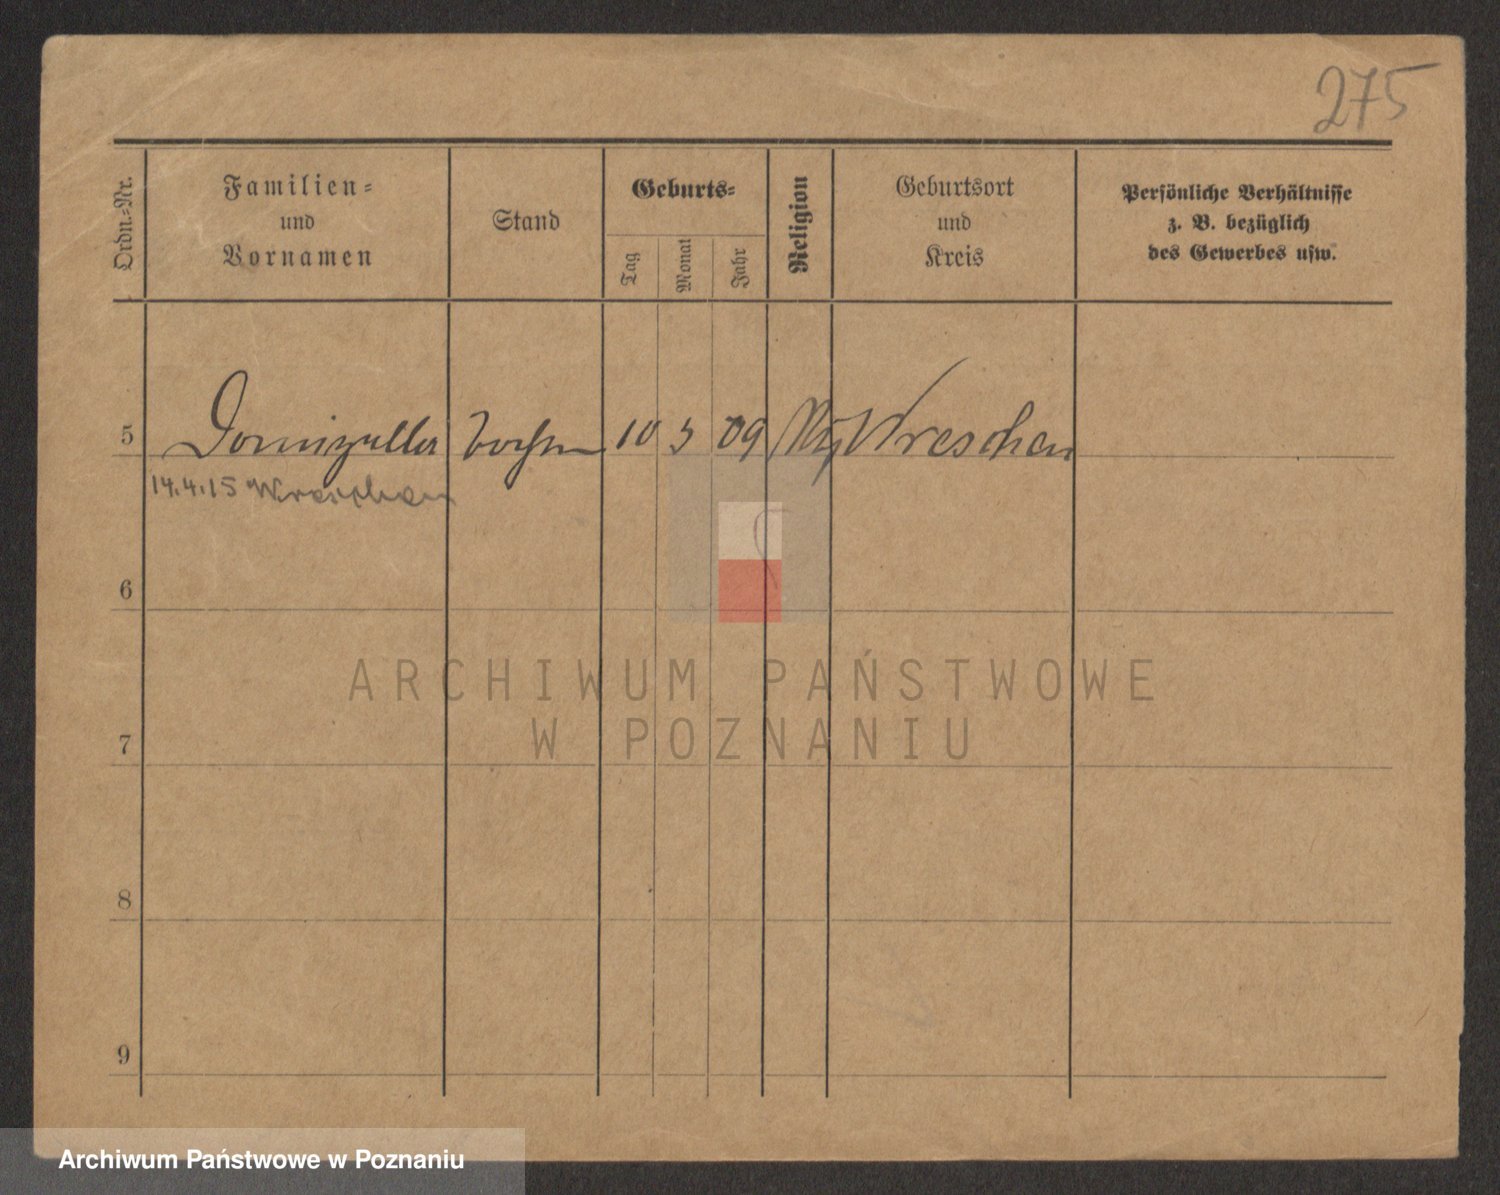 275
Ordn.-Nr.
Familien-
und
Vornamen
Stand
Geburts-
Tag
Monat
Jahr
Religion
Geburtsort
und
Kreis
Persönliche Verhältnisse
z. B. bezüglich
des Gewerbes usw.
5 10 09 Wreschen
14.4.15 Wreschen
6
ARCHIWUM PAŃSTWOWE
W POZNANIU
7
8
9
Archiwum Państwowe w Poznaniu